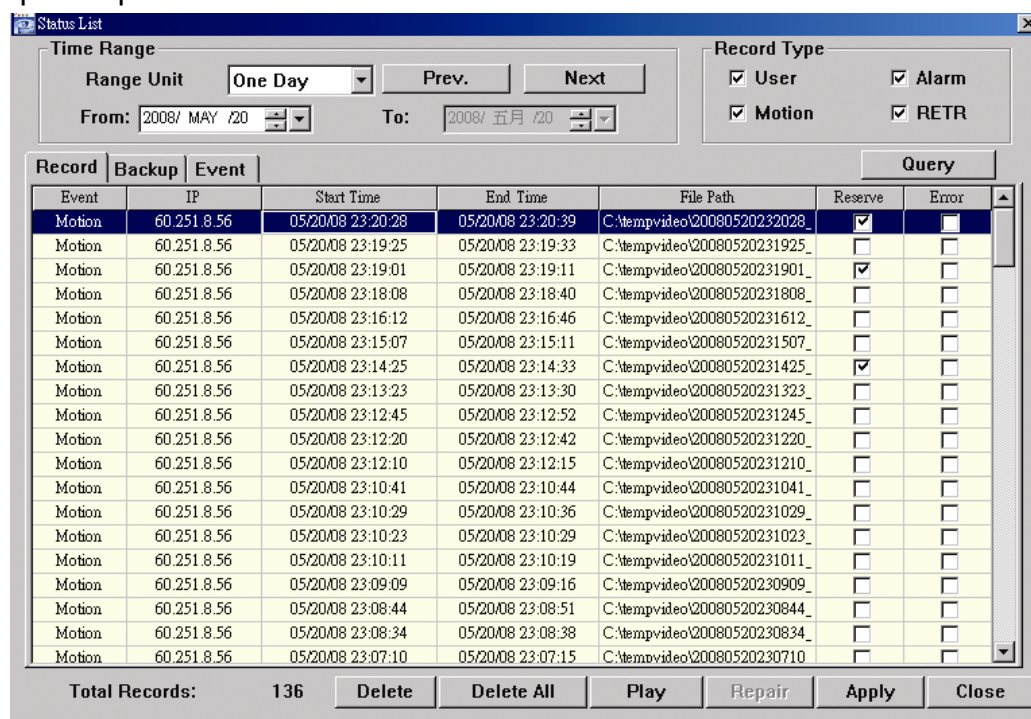 Status List
Time Range
Record Type
Range Unit One Day Prev. Next
User Alarm
From: 2008/ MAY /20 To: 2008/ 五月 /20
Motion RETR
Record Backup Event Query
Event IP Start Time End Time File Path Reserve Error
Motion 60.251.8.56 05/20/08 23:20:28 05/20/08 23:20:39 C:\tempvideo\20080520232028_
Motion 60.251.8.56 05/20/08 23:19:25 05/20/08 23:19:33 C:\tempvideo\20080520231925_
Motion 60.251.8.56 05/20/08 23:19:01 05/20/08 23:19:11 C:\tempvideo\20080520231901_
Motion 60.251.8.56 05/20/08 23:18:08 05/20/08 23:18:40 C:\tempvideo\20080520231808_
Motion 60.251.8.56 05/20/08 23:16:12 05/20/08 23:16:46 C:\tempvideo\20080520231612_
Motion 60.251.8.56 05/20/08 23:15:07 05/20/08 23:15:11 C:\tempvideo\20080520231507_
Motion 60.251.8.56 05/20/08 23:14:25 05/20/08 23:14:33 C:\tempvideo\20080520231425_
Motion 60.251.8.56 05/20/08 23:13:23 05/20/08 23:13:30 C:\tempvideo\20080520231323_
Motion 60.251.8.56 05/20/08 23:12:45 05/20/08 23:12:52 C:\tempvideo\20080520231245_
Motion 60.251.8.56 05/20/08 23:12:20 05/20/08 23:12:42 C:\tempvideo\20080520231220_
Motion 60.251.8.56 05/20/08 23:12:10 05/20/08 23:12:15 C:\tempvideo\20080520231210_
Motion 60.251.8.56 05/20/08 23:10:41 05/20/08 23:10:44 C:\tempvideo\20080520231041_
Motion 60.251.8.56 05/20/08 23:10:29 05/20/08 23:10:36 C:\tempvideo\20080520231029_
Motion 60.251.8.56 05/20/08 23:10:23 05/20/08 23:10:29 C:\tempvideo\20080520231023_
Motion 60.251.8.56 05/20/08 23:10:11 05/20/08 23:10:19 C:\tempvideo\20080520231011_
Motion 60.251.8.56 05/20/08 23:09:09 05/20/08 23:09:16 C:\tempvideo\20080520230909_
Motion 60.251.8.56 05/20/08 23:08:44 05/20/08 23:08:51 C:\tempvideo\20080520230844_
Motion 60.251.8.56 05/20/08 23:08:34 05/20/08 23:08:38 C:\tempvideo\20080520230834_
Motion 60.251.8.56 05/20/08 23:07:10 05/20/08 23:07:15 C:\tempvideo\20080520230710
Total Records: 136 Delete Delete All Play Repair Apply Close